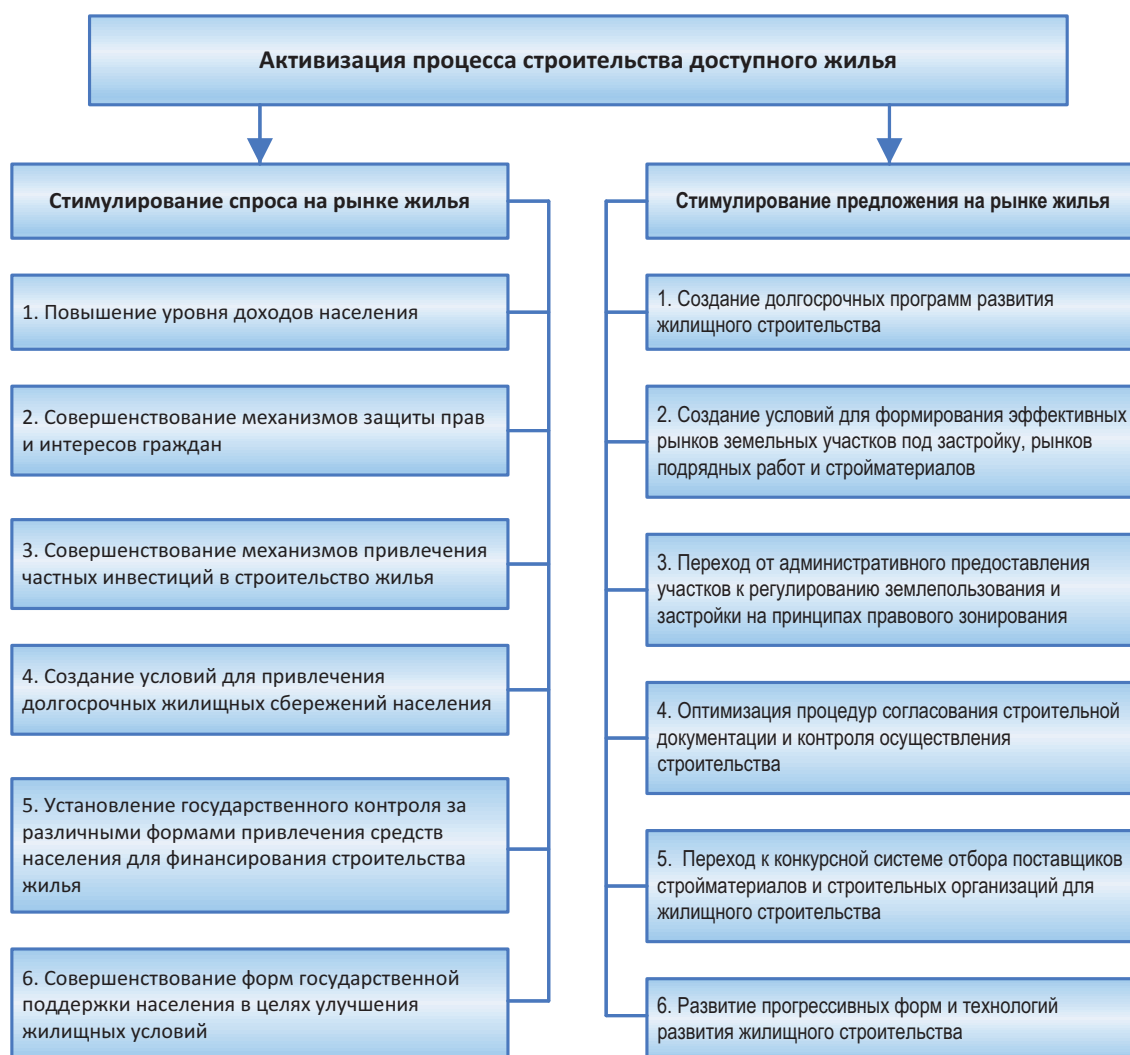 Активизация процесса строительства доступного жилья
Стимулирование спроса на рынке жилья
1. Повышение уровня доходов населения
2. Совершенствование механизмов защиты прав
и интересов граждан
3. Совершенствование механизмов привлечения
частных инвестиций в строительство жилья
4. Создание условий для привлечения
долгосрочных жилищных сбережений населения
5. Установление государственного контроля за
различными формами привлечения средств
населения для финансирования строительства
жилья
6. Совершенствование форм государственной
поддержки населения в целях улучшения
жилищных условий
Стимулирование предложения на рынке жилья
1. Создание долгосрочных программ развития
жилищного строительства
2. Создание условий для формирования эффективных
рынков земельных участков под застройку, рынков
подрядных работ и стройматериалов
3. Переход от административного предоставления
участков к регулированию землепользования и
застройки на принципах правового зонирования
4. Оптимизация процедур согласования строительной
документации и контроля осуществления
строительства
5. Переход к конкурсной системе отбора поставщиков
стройматериалов и строительных организаций для
жилищного строительства
6. Развитие прогрессивных форм и технологий
развития жилищного строительства